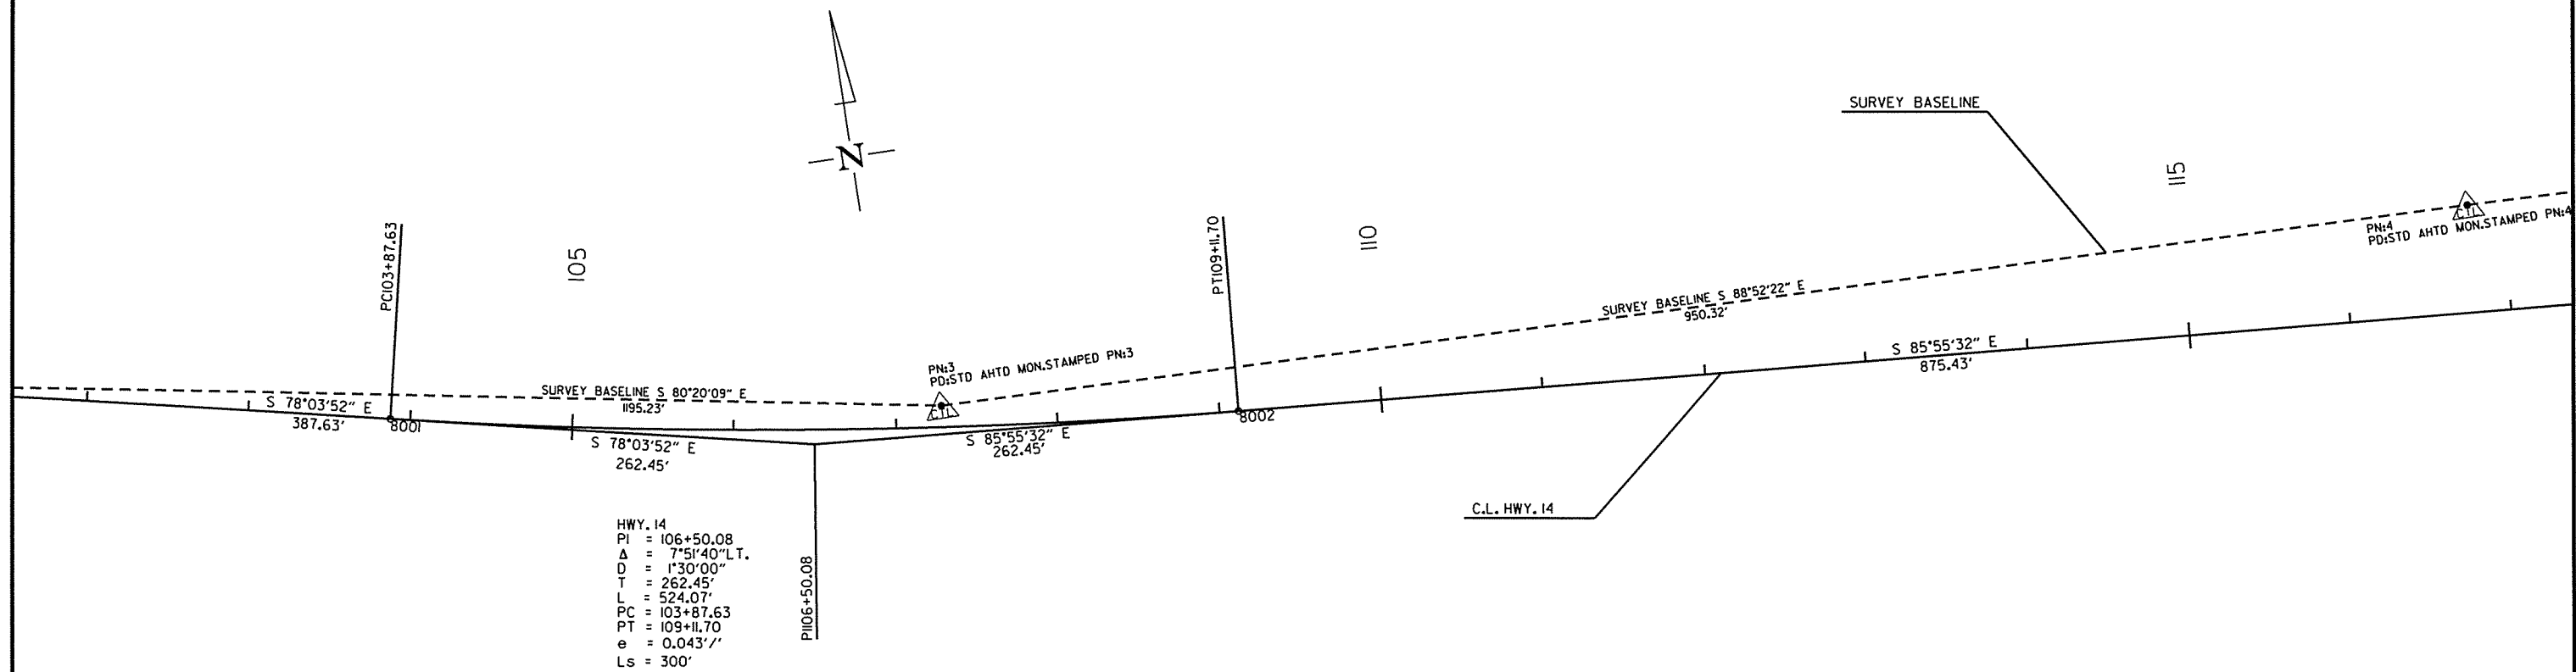 SURVEY BASELINE
N
115
PN:4
PD:STD AHTD MON.STAMPED PN:4
CTL
PC103+87.63
105
PT109+11.70
110
SURVEY BASELINE S 88°52'22" E
950.32'
S 85°55'32" E
875.43'
PN:3
PD:STD AHTD MON.STAMPED PN:3
CTL
SURVEY BASELINE S 80°20'09" E
1195.23'
S 78°03'52" E
387.63'
8001
8002
S 78°03'52" E
262.45'
S 85°55'32" E
262.45'
C.L. HWY. 14
PI106+50.08
HWY. 14
PI = 106+50.08
Δ = 7°51'40"LT.
D = 1°30'00"
T = 262.45'
L = 524.07'
PC = 103+87.63
PT = 109+11.70
e = 0.043'/'
Ls = 300'